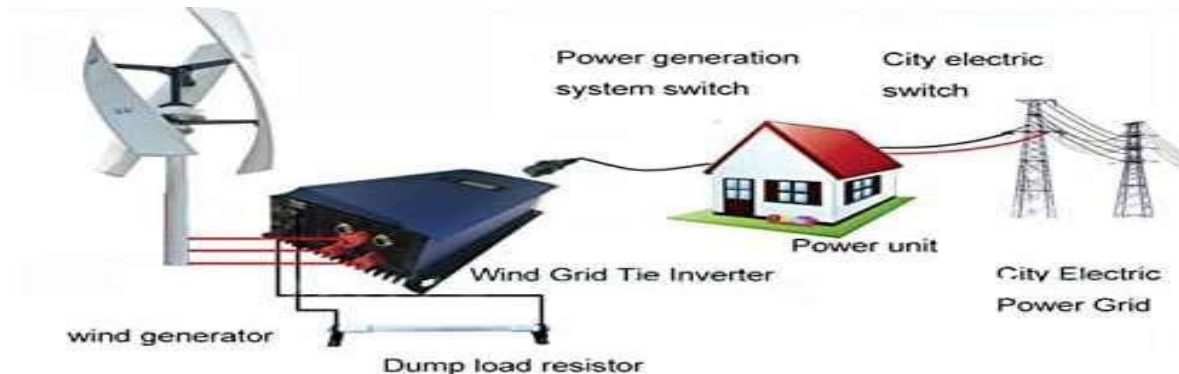 Power generation
system switch
City electric
switch
Power unit
Wind Grid Tie Inverter
City Electric
Power Grid
wind generator
Dump load resistor